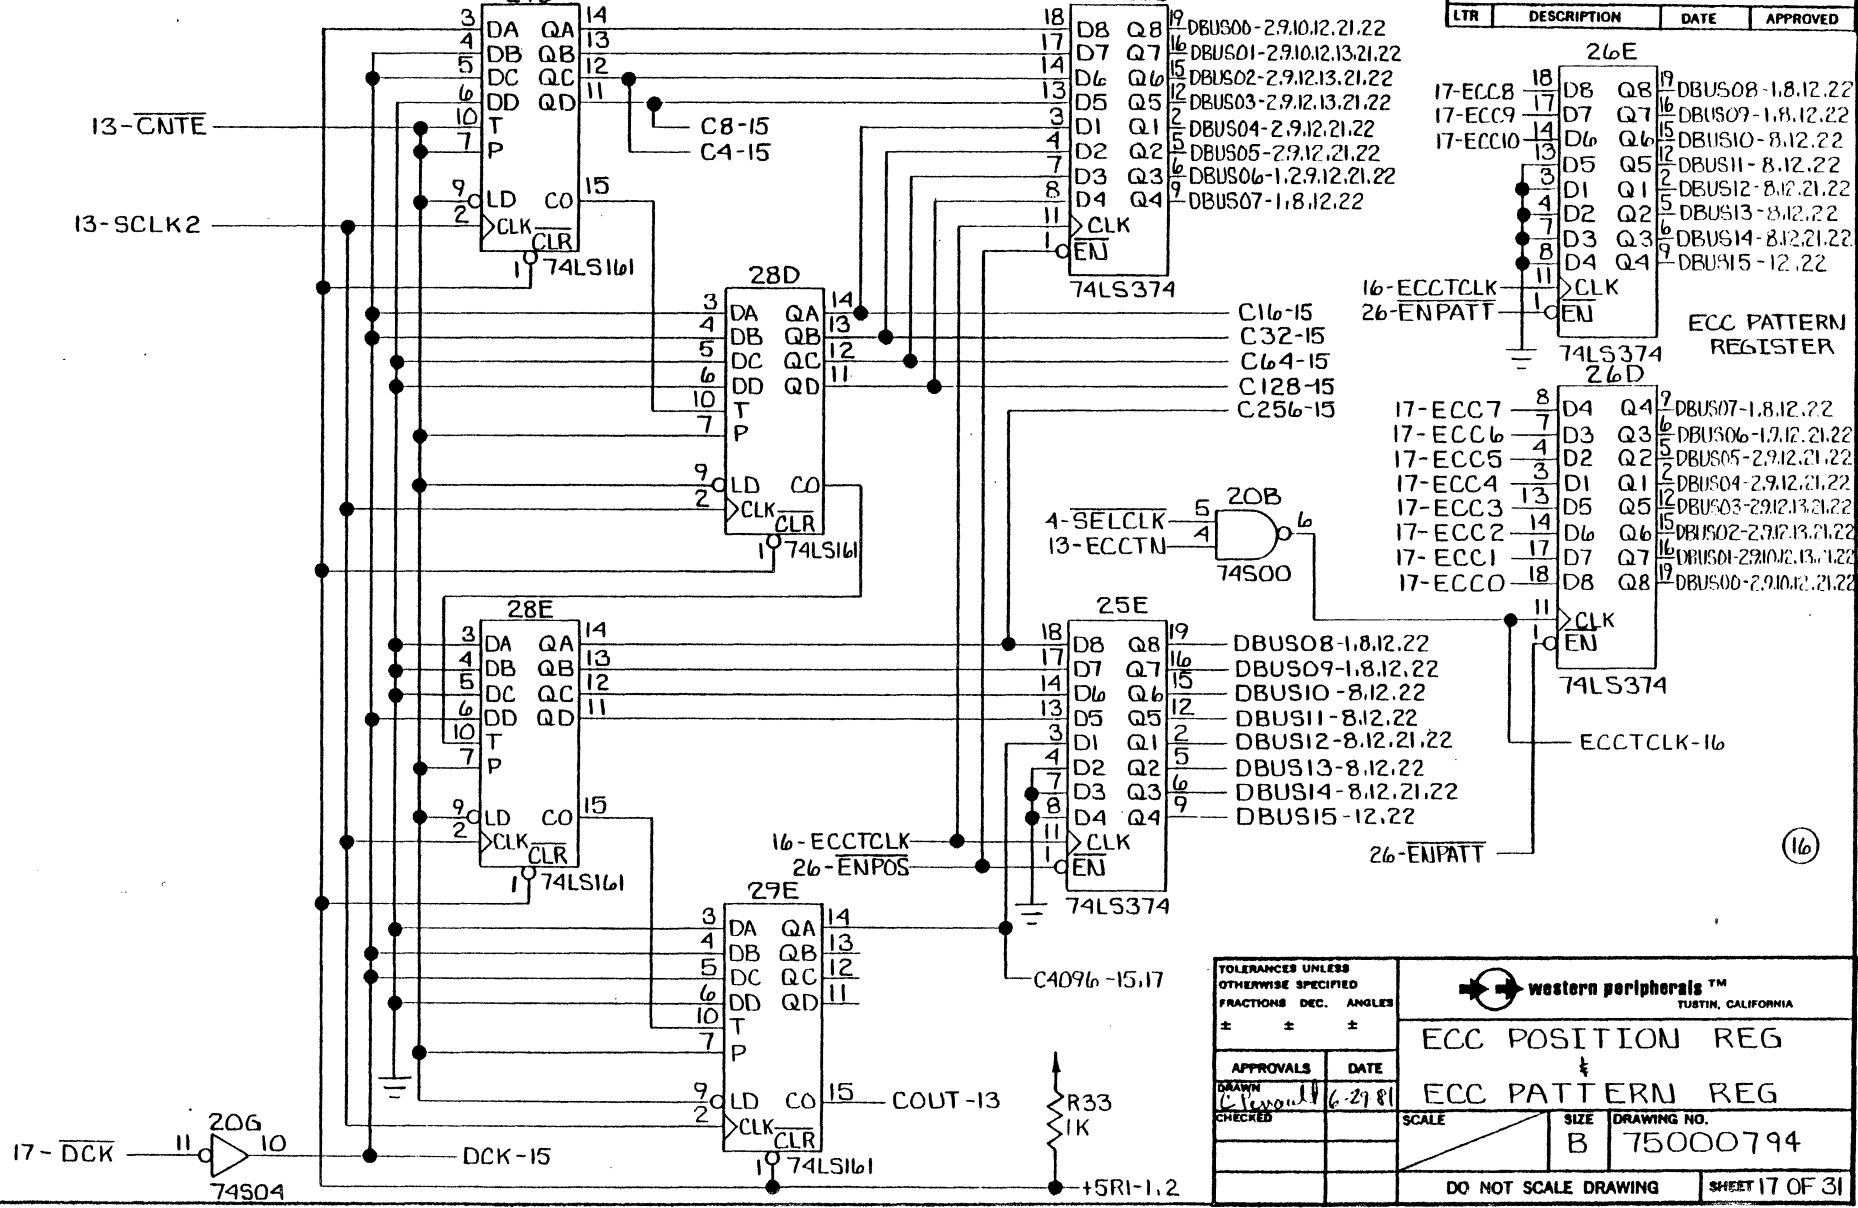 LTR DESCRIPTION DATE APPROVED
3 DA QA 14
4 DB QB 13
5 DC QC 12
6 DD QD 11
10 T
7 P
9 LD CO 15
2 CLK CLR
1 74LS161
13-CNTE
13-SCLK2
C8-15
C4-15
18 D8 Q8 19 DBUS00-2,9,10,12,21,22
17 D7 Q7 16 DBUS01-2,9,10,12,13,21,22
14 D6 Q6 15 DBUS02-2,9,12,13,21,22
13 D5 Q5 12 DBUS03-2,9,12,13,21,22
3 D1 Q1 2 DBUS04-2,9,12,21,22
4 D2 Q2 5 DBUS05-2,9,12,21,22
7 D3 Q3 6 DBUS06-1,2,9,12,21,22
8 D4 Q4 9 DBUS07-1,8,12,22
11 CLK
1 EN
74LS374
26E
17-ECC8 18 D8 Q8 19 DBUS08-1,8,12,22
17-ECC9 17 D7 Q7 16 DBUS09-1,8,12,22
17-ECC10 14 D6 Q6 15 DBUS10-8,12,22
13 D5 Q5 12 DBUS11-8,12,22
3 D1 Q1 2 DBUS12-8,12,21,22
4 D2 Q2 5 DBUS13-8,12,22
7 D3 Q3 6 DBUS14-8,12,21,22
8 D4 Q4 9 DBUS15-12,22
16-ECCTCLK 11 CLK
26-ENPATT 1 EN
74LS374
ECC PATTERN
REGISTER
28D
3 DA QA 14
4 DB QB 13
5 DC QC 12
6 DD QD 11
10 T
7 P
9 LD CO
2 CLK CLR
1 74LS161
C16-15
C32-15
C64-15
C128-15
C256-15
26D
17-ECC7 8 D4 Q4 9 DBUS07-1,8,12,22
17-ECC6 7 D3 Q3 6 DBUS06-1,9,12,21,22
17-ECC5 4 D2 Q2 5 DBUS05-2,9,12,21,22
17-ECC4 3 D1 Q1 2 DBUS04-2,9,12,21,22
17-ECC3 13 D5 Q5 12 DBUS03-2,9,12,13,21,22
17-ECC2 14 D6 Q6 15 DBUS02-2,9,12,13,21,22
17-ECC1 17 D7 Q7 16 DBUS01-2,9,10,12,13,21,22
17-ECC0 18 D8 Q8 19 DBUS00-2,9,10,12,21,22
11 CLK
1 EN
74LS374
20B
4-SELCLK 5
13-ECCTN 4
6
74S00
28E
3 DA QA 14
4 DB QB 13
5 DC QC 12
6 DD QD 11
10 T
7 P
9 LD CO 15
2 CLK CLR
1 74LS161
25E
18 D8 Q8 19 DBUS08-1,8,12,22
17 D7 Q7 16 DBUS09-1,8,12,22
14 D6 Q6 15 DBUS10-8,12,22
13 D5 Q5 12 DBUS11-8,12,22
3 D1 Q1 2 DBUS12-8,12,21,22
4 D2 Q2 5 DBUS13-8,12,22
7 D3 Q3 6 DBUS14-8,12,21,22
8 D4 Q4 9 DBUS15-12,22
16-ECCTCLK 11 CLK
26-ENPOS 1 EN
74LS374
ECCTCLK-16
26-ENPATT
16
29E
3 DA QA 14
4 DB QB 13
5 DC QC 12
6 DD QD 11
10 T
7 P
9 LD CO 15 COUT-13
2 CLK CLR
1 74LS161
C4096-15,17
R33
1K
+5R1-1,2
17-DCK 11 20G 10 DCK-15
74S04
TOLERANCES UNLESS
OTHERWISE SPECIFIED
FRACTIONS DEC. ANGLES
± ± ±
APPROVALS DATE
DRAWN 6-29-81
CHECKED
western peripherals ™
TUSTIN, CALIFORNIA
ECC POSITION REG
&
ECC PATTERN REG
SCALE SIZE DRAWING NO.
B 75000794
DO NOT SCALE DRAWING SHEET 17 OF 31